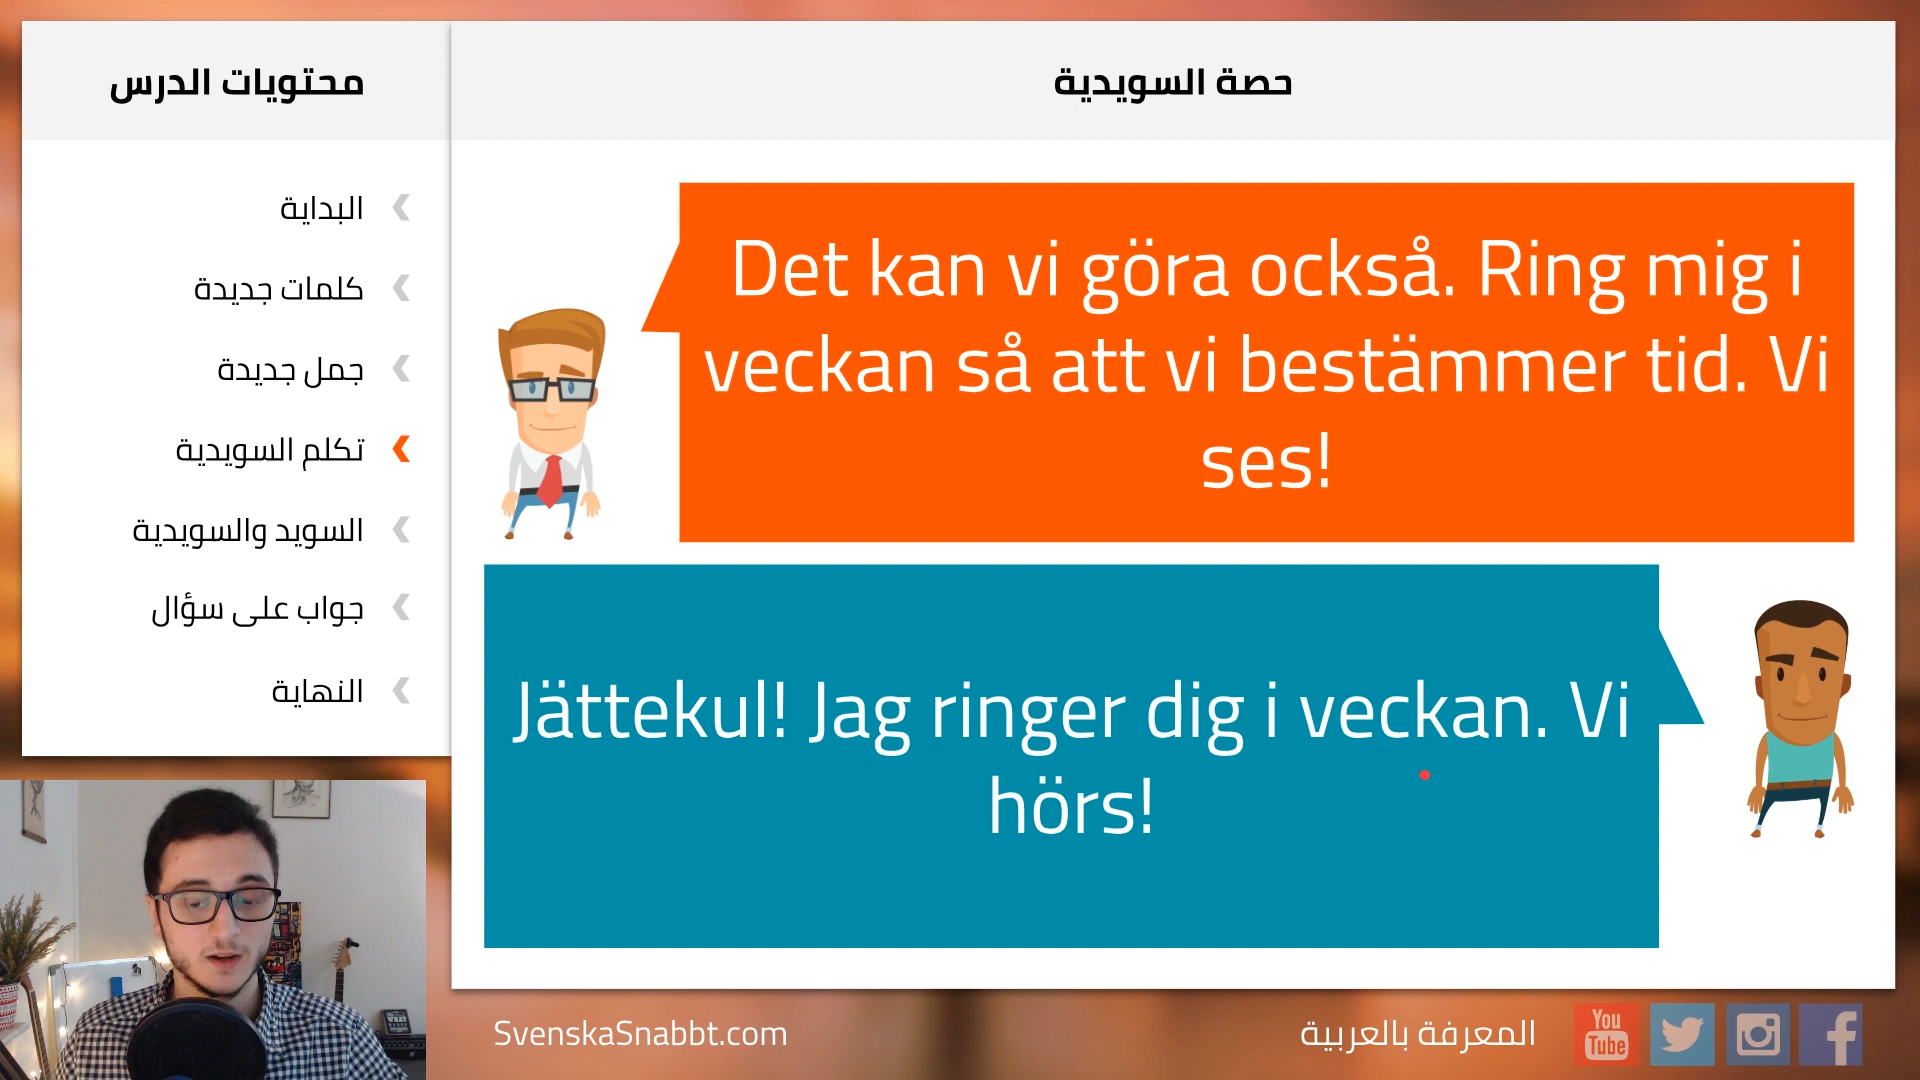 محتويات الدرس
البداية
كلمات جديدة
جمل جديدة
تكلم السويدية
السويد والسويدية
جواب على سؤال
النهاية
حصة السويدية
Det kan vi göra också. Ring mig i
veckan så att vi bestämmer tid. Vi
ses!
Jättekul! Jag ringer dig i veckan. Vi
hörs!
SvenskaSnabbt.com
المعرفة بالعربية
You
Tube